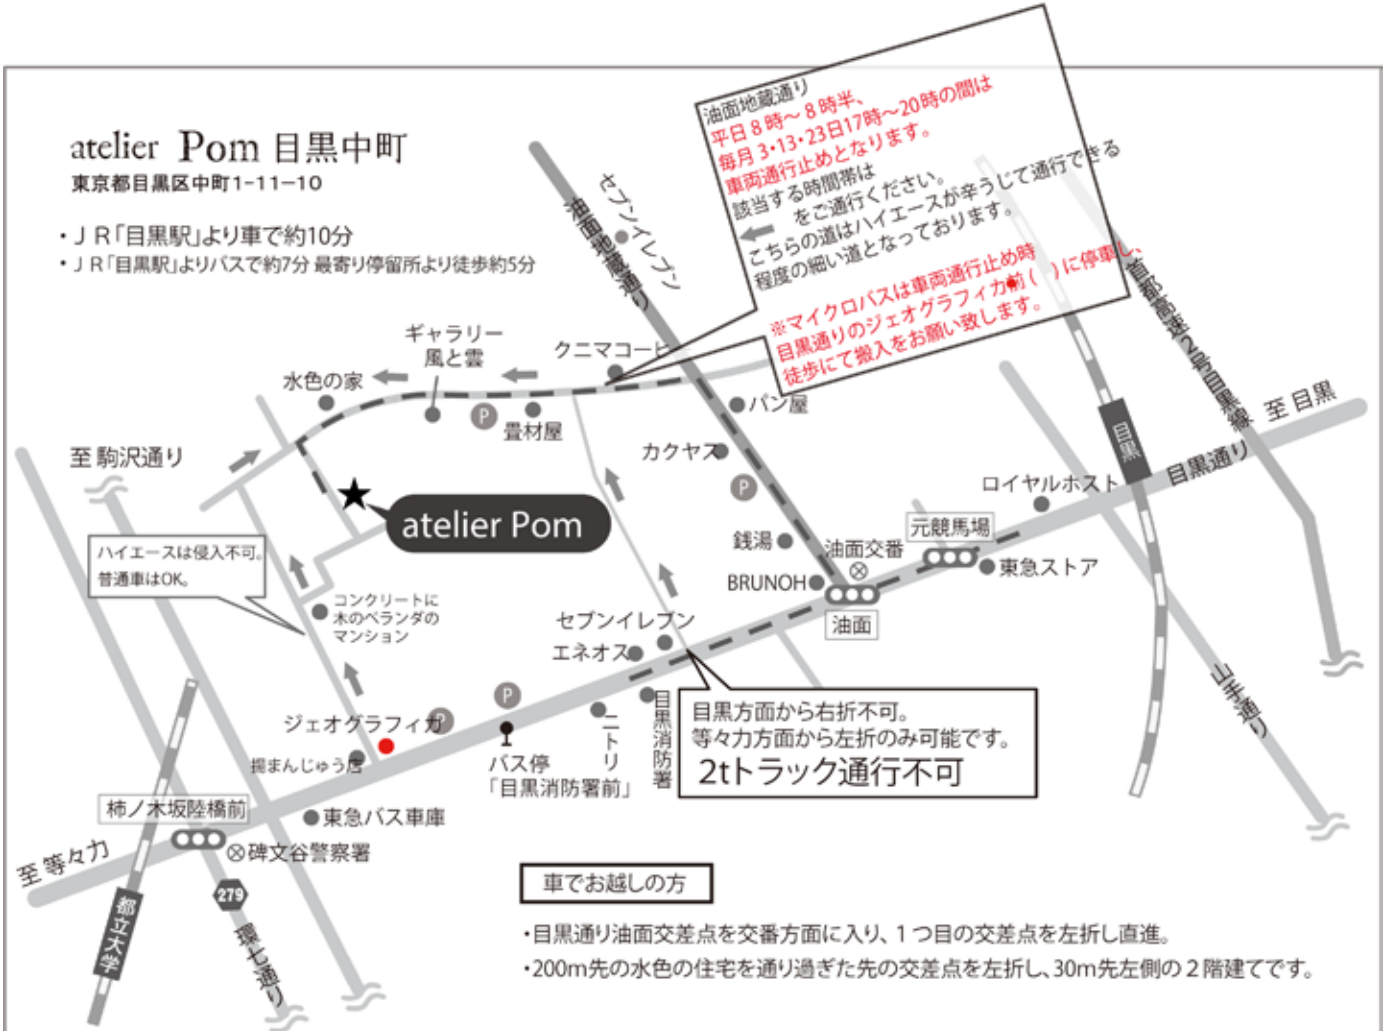 atelier Pom 目黒中町
東京都目黒区中町1-11-10
・ＪＲ「目黒駅」より車で約10分
・ＪＲ「目黒駅」よりバスで約7分 最寄り停留所より徒歩約5分
油面地蔵通り
平日８時〜８時半、
毎月 3・13・23日17時〜20時の間は
車両通行止めとなります。
該当する時間帯は
をご通行ください。
こちらの道はハイエースが辛うじて通行できる
程度の細い道となっております。
※マイクロバスは車両通行止め時
目黒通りのジェオグラフィカ前 ( ) に停車し、
徒歩にて搬入をお願い致します。
セブンイレブン
油面地蔵通り
首都高速２号目黒線
至 目黒
目黒通り
目黒
ギャラリー
風と雲
クニマコーヒ
水色の家
P
畳材屋
パン屋
カクヤス
P
至 駒沢通り
atelier Pom
ロイヤルホスト
元競馬場
銭湯
油面交番
東急ストア
BRUNOH
油面
ハイエースは侵入不可。
普通車はOK。
コンクリートに
木のベランダの
マンション
セブンイレブン
エネオス
目黒消防署
ニトリ
P
P
ジェオグラフィカ
揚まんじゅう店
バス停
「目黒消防署前」
目黒方面から右折不可。
等々力方面から左折のみ可能です。
2tトラック通行不可
山手通り
柿ノ木坂陸橋前
東急バス車庫
碑文谷警察署
至 等々力
279
都立大学
環七通り
車でお越しの方
・目黒通り油面交差点を交番方面に入り、１つ目の交差点を左折し直進。
・200m先の水色の住宅を通り過ぎた先の交差点を左折し、30m先左側の２階建てです。